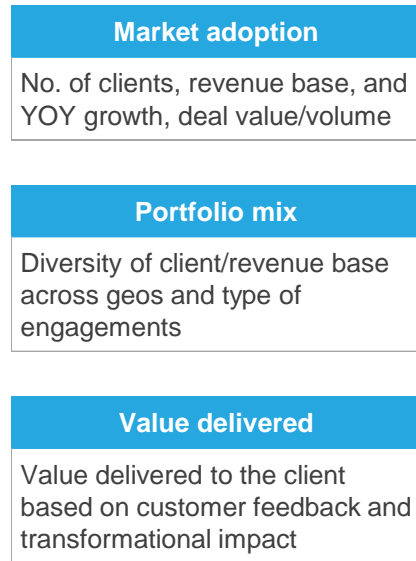 Market adoption
No. of clients, revenue base, and
YOY growth, deal value/volume
Portfolio mix
Diversity of client/revenue base
across geos and type of
engagements
Value delivered
Value delivered to the client
based on customer feedback and
transformational impact